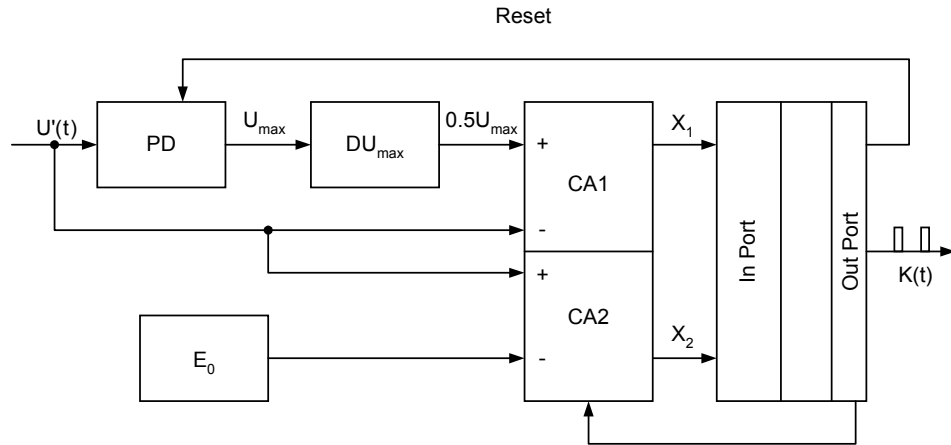 Reset
U'(t)
PD
Umax
DUmax
0.5Umax
+
CA1
-
X1
+
CA2
-
X2
E0
In Port
Out Port
K(t)